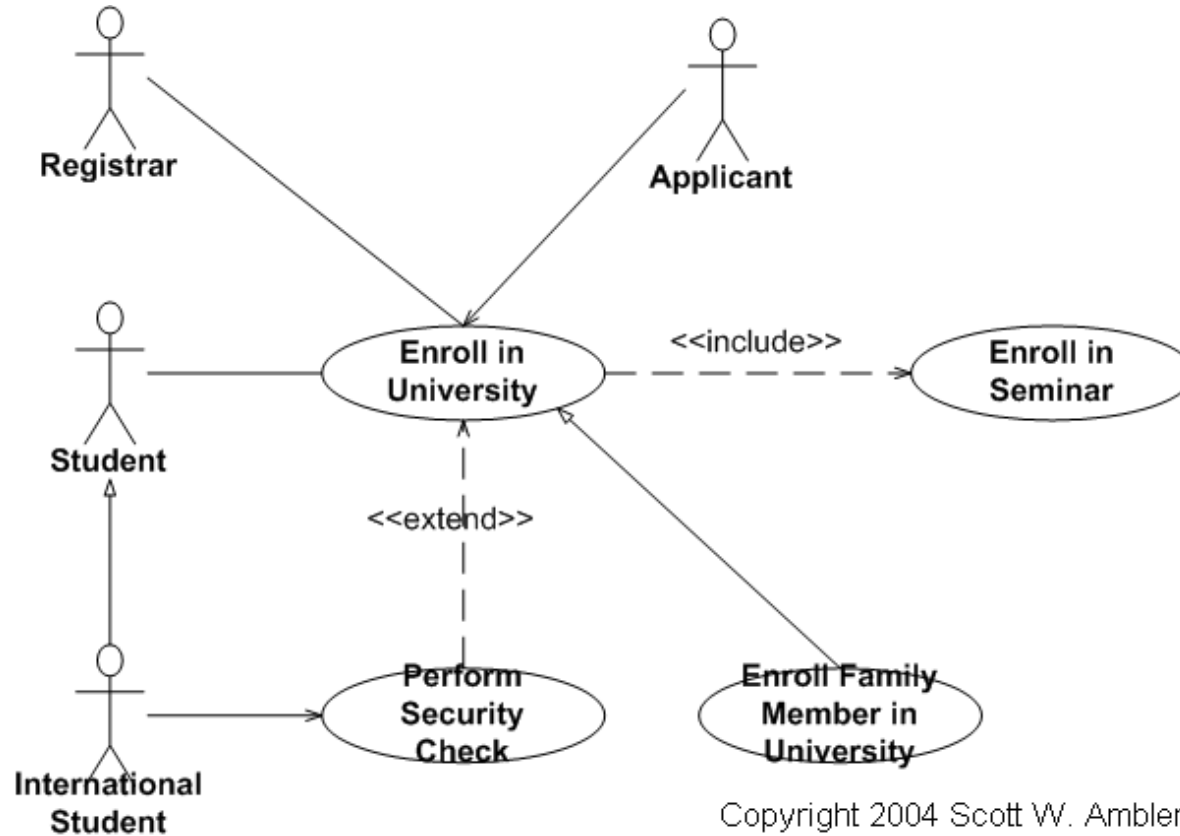 Registrar
Applicant
Enroll in
University
<<include>>
Enroll in
Seminar
Student
<<extend>>
Perform
Security
Check
Enroll Family
Member in
University
International
Student
Copyright 2004 Scott W. Ambler